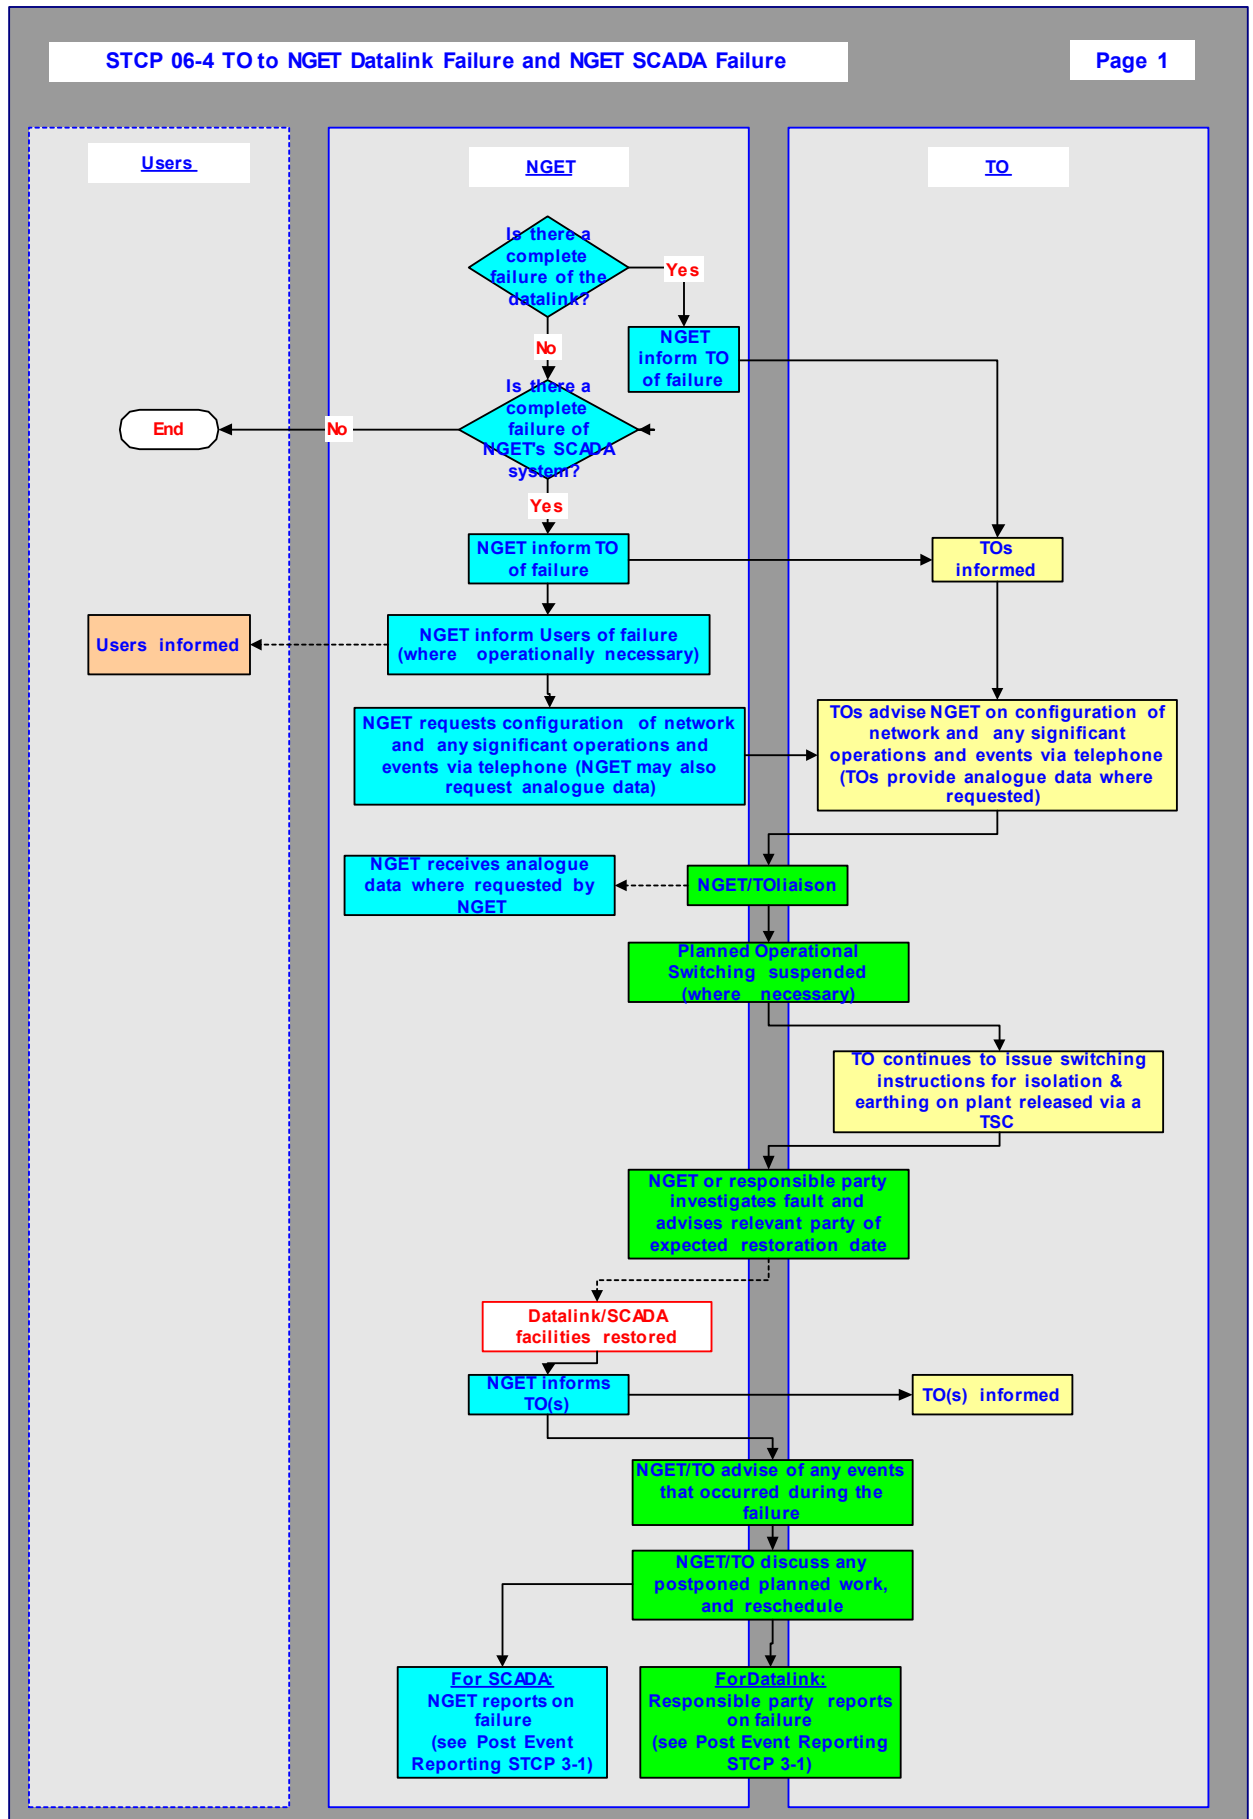 STCP 06-4 TO to NGET Datalink Failure and NGET SCADA Failure
Page 1
Users
NGET
TO
Is there a
complete
failure of the
datalink?
Yes
NGET
inform TO
of failure
No
Is there a
complete
failure of
NGET's SCADA
system?
No
End
Yes
NGET inform TO
of failure
TOs
informed
Users informed
NGET inform Users of failure
(where operationally necessary)
NGET requests configuration of network
and any significant operations and
events via telephone (NGET may also
request analogue data)
TOs advise NGET on configuration of
network and any significant
operations and events via telephone
(TOs provide analogue data where
requested)
NGET receives analogue
data where requested by
NGET
NGET/TOliaison
Planned Operational
Switching suspended
(where necessary)
TO continues to issue switching
instructions for isolation &
earthing on plant released via a
TSC
NGET or responsible party
investigates fault and
advises relevant party of
expected restoration date
Datalink/SCADA
facilities restored
NGET informs
TO(s)
TO(s) informed
NGET/TO advise of any events
that occurred during the
failure
NGET/TO discuss any
postponed planned work,
and reschedule
For SCADA:
NGET reports on
failure
(see Post Event
Reporting STCP 3-1)
ForDatalink:
Responsible party reports
on failure
(see Post Event Reporting
STCP 3-1)